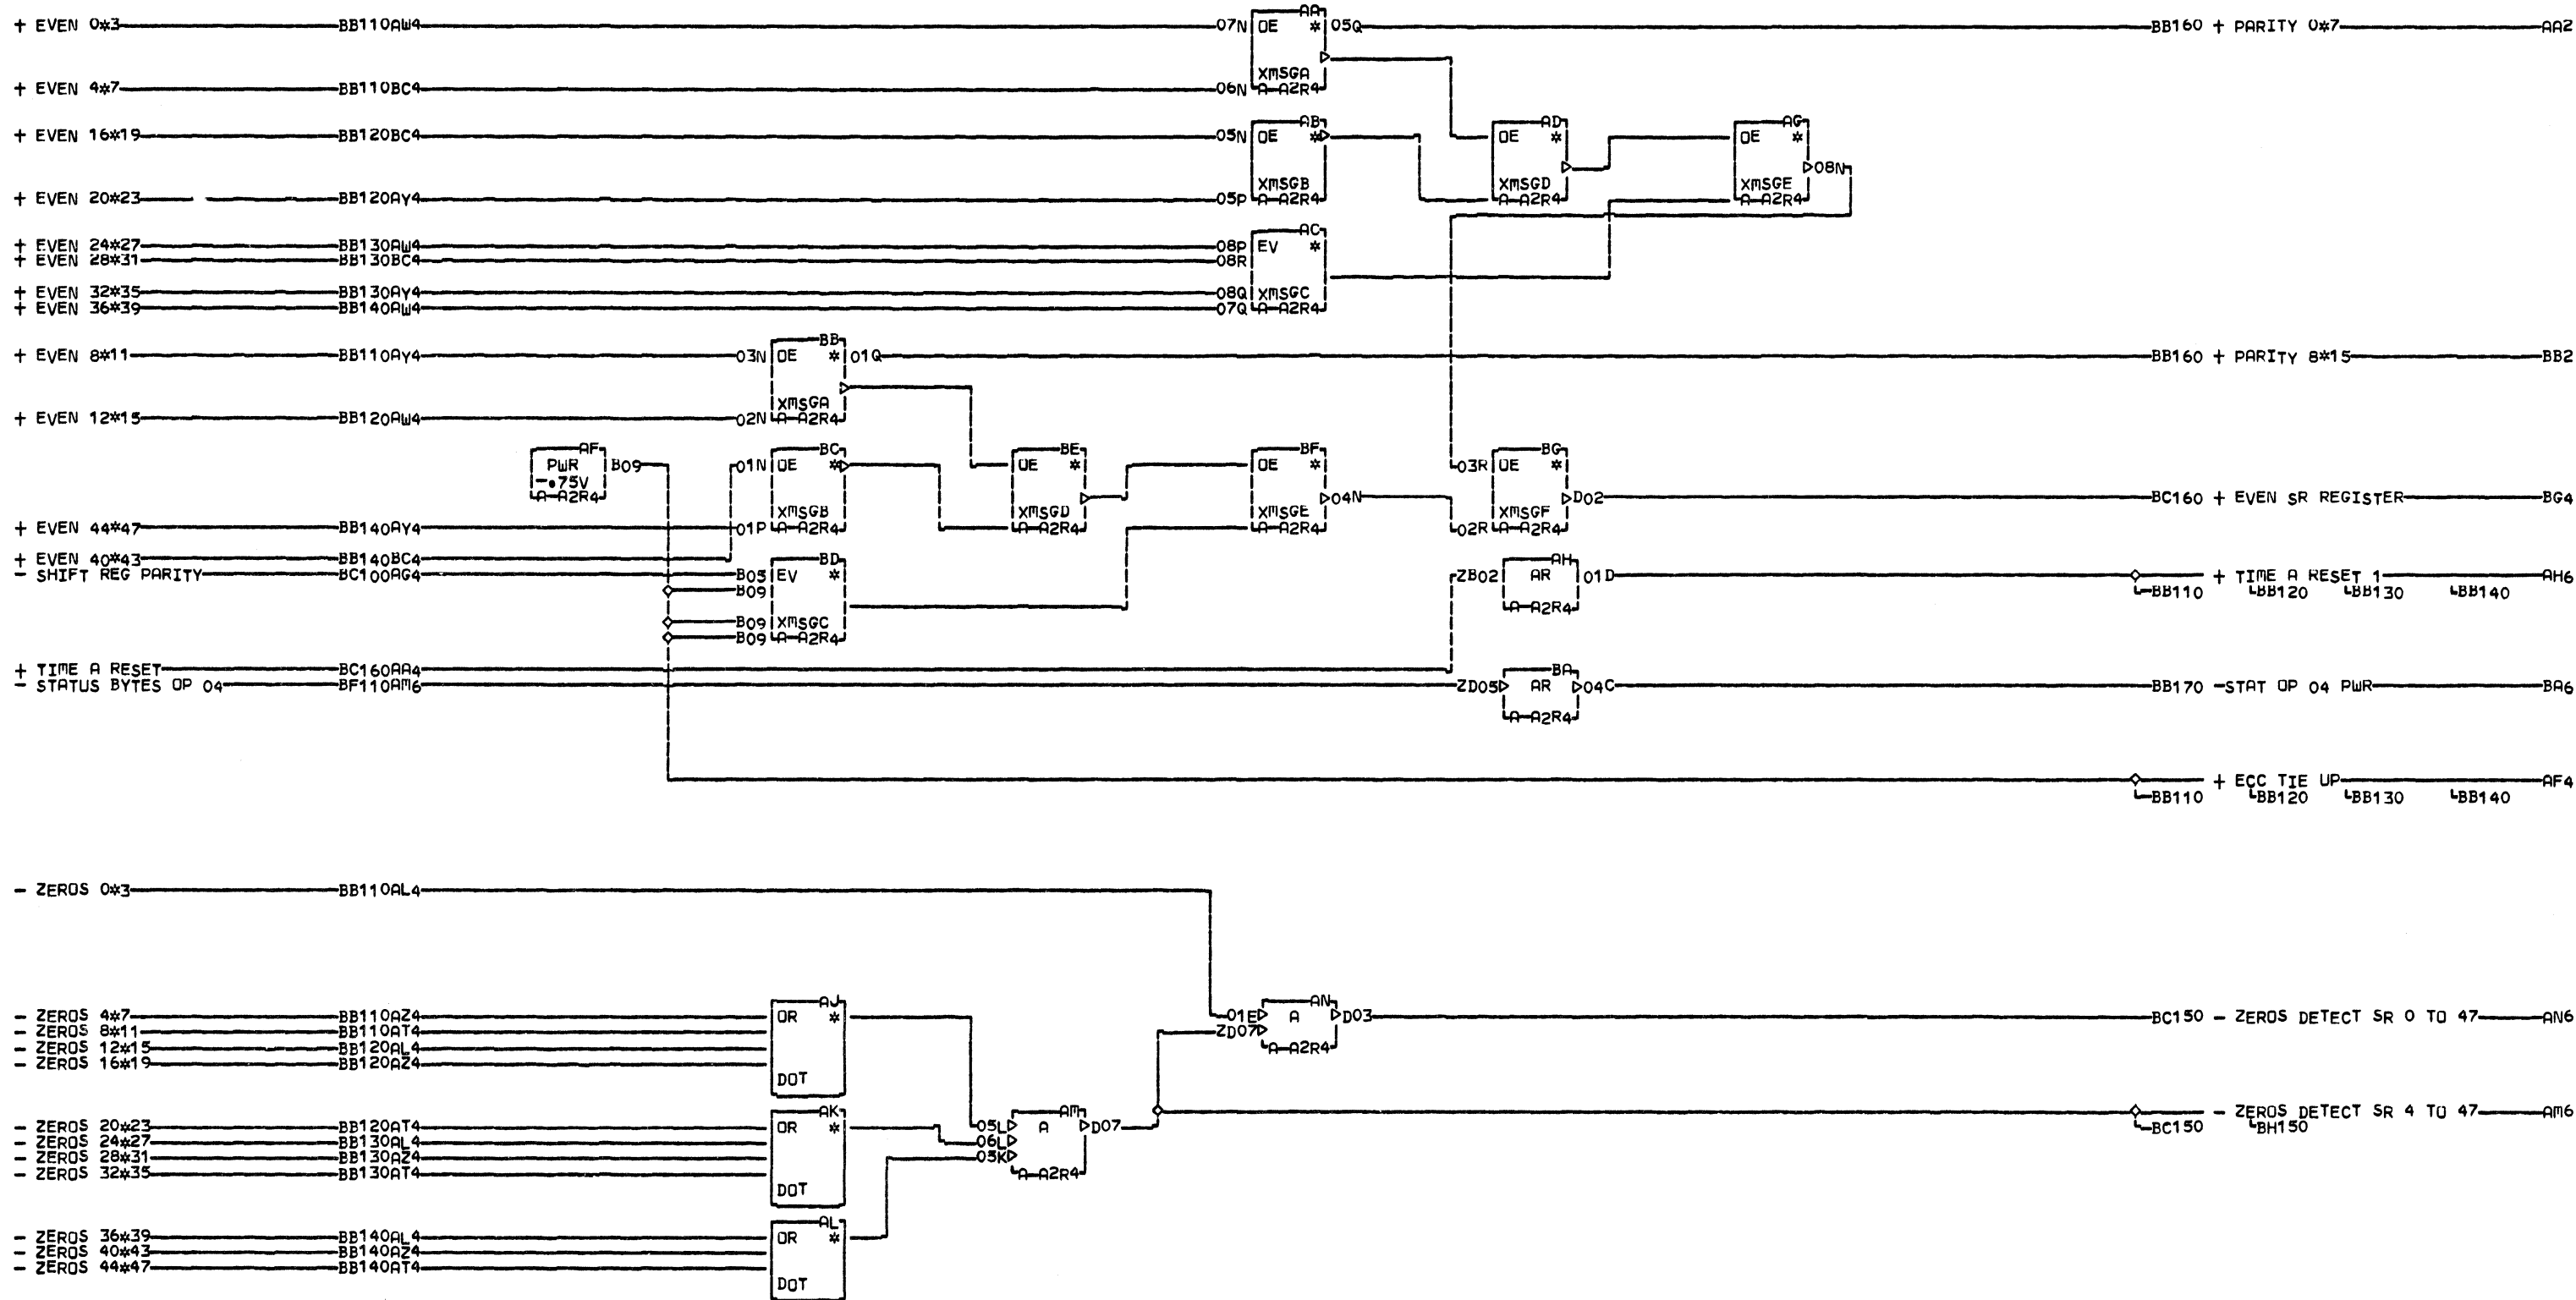 + EVEN 0*3 BB110AW4 07N OE AA * 05Q BB160 + PARITY 0*7 AA2
XMSGA
+ EVEN 4*7 BB110BC4 06N A-A2R4
+ EVEN 16*19 BB120BC4 05N OE AB * OE AD * OE AG *
08N
XMSGB XMSGD XMSGE
+ EVEN 20*23 BB120AY4 05P A-A2R4 A-A2R4 A-A2R4
AC
+ EVEN 24*27 BB130AW4 08P EV *
+ EVEN 28*31 BB130BC4 08R
+ EVEN 32*35 BB130AY4 08Q XMSGC
+ EVEN 36*39 BB140AW4 07Q A-A2R4
BB
+ EVEN 8*11 BB110AY4 03N OE * 01Q BB160 + PARITY 8*15 BB2
XMSGA
+ EVEN 12*15 BB120AW4 02N A-A2R4
AF BC BE BF BG
PWR B09 01N OE * OE * OE * 03R OE *
-.75V
A-A2R4 04N D02 BC160 + EVEN SR REGISTER BG4
XMSGB XMSGD XMSGE XMSGF
+ EVEN 44*47 BB140AY4 01P A-A2R4 A-A2R4 A-A2R4 02R A-A2R4
+ EVEN 40*43 BB140BC4 BD AH
- SHIFT REG PARITY BC100AG4 B05 EV * ZB02 AR 01D + TIME A RESET 1 AH6
B09 BB110 BB120 BB130 BB140
A-A2R4
B09 XMSGC
B09 A-A2R4
+ TIME A RESET BC160AA4 BA
- STATUS BYTES OP 04 BF110AM6 ZD05 AR 04C BB170 -STAT OP 04 PWR BA6
A-A2R4
+ ECC TIE UP AF4
BB110 BB120 BB130 BB140
- ZEROS 0*3 BB110AL4
AJ AN
- ZEROS 4*7 BB110AZ4 OR * 01E A D03 BC150 - ZEROS DETECT SR 0 TO 47 AN6
- ZEROS 8*11 BB110AT4 ZD07
- ZEROS 12*15 BB120AL4 A-A2R4
- ZEROS 16*19 BB120AZ4
DOT
AK AM - ZEROS DETECT SR 4 TO 47 AM6
- ZEROS 20*23 BB120AT4 OR * 05L A D07 BC150 BH150
- ZEROS 24*27 BB130AL4 06L
- ZEROS 28*31 BB130AZ4 05K
- ZEROS 32*35 BB130AT4 A-A2R4
DOT
AL
- ZEROS 36*39 BB140AL4 OR *
- ZEROS 40*43 BB140AZ4
- ZEROS 44*47 BB140AT4
DOT